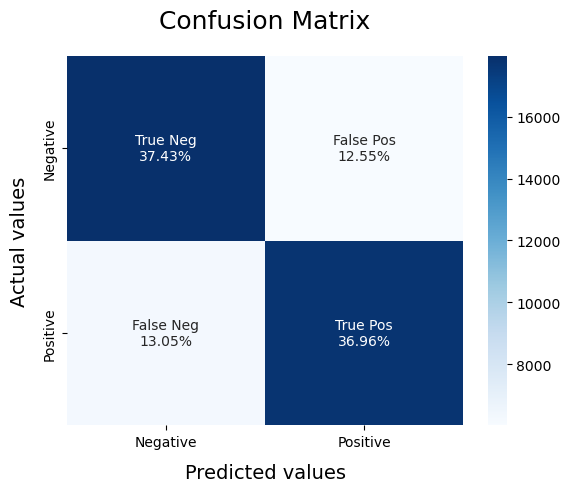 Confusion Matrix
Actual values
Negative
Positive
True Neg
37.43%
False Pos
12.55%
False Neg
13.05%
True Pos
36.96%
Negative
Positive
Predicted values
16000
14000
12000
10000
8000